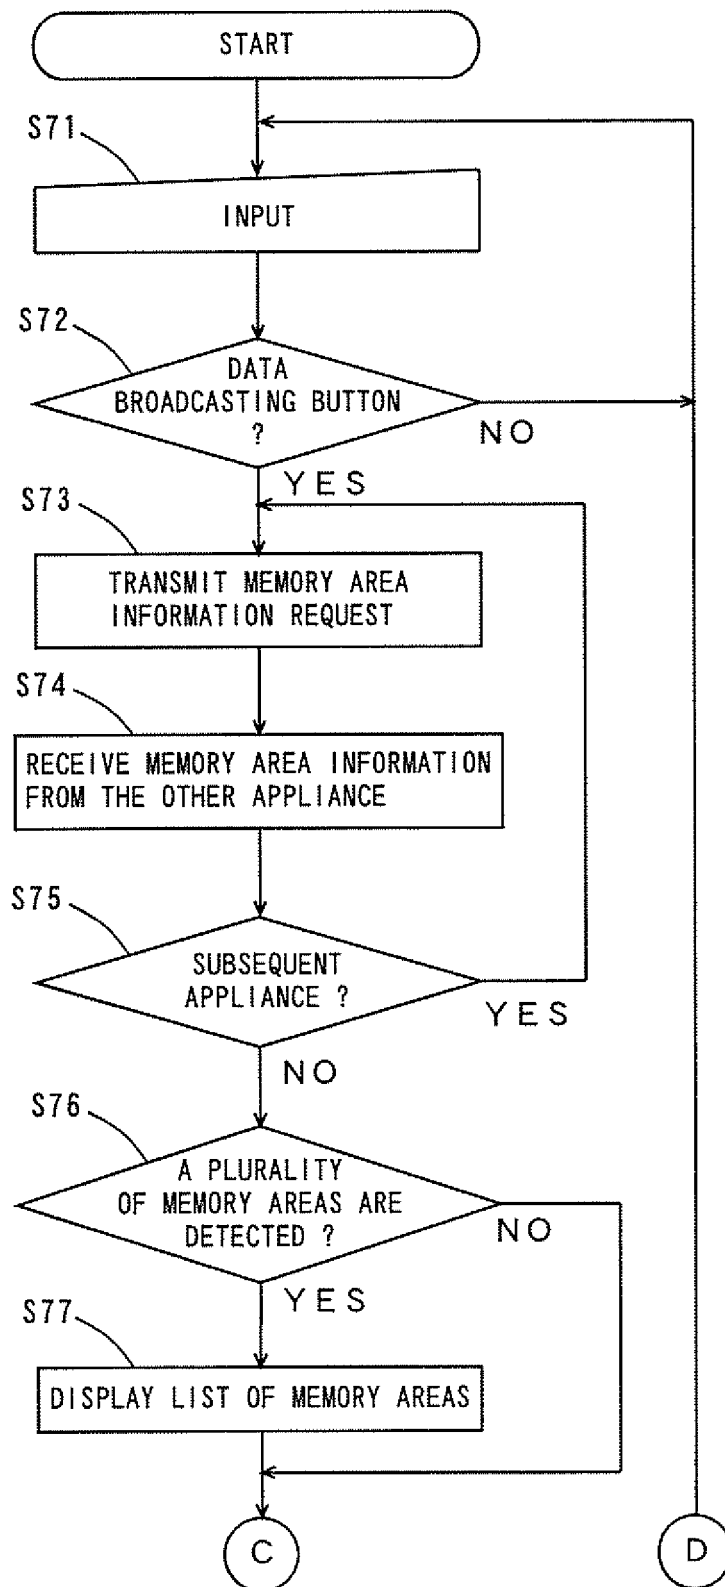 START
S71
INPUT
S72
DATA
BROADCASTING BUTTON
?
NO
YES
S73
TRANSMIT MEMORY AREA
INFORMATION REQUEST
S74
RECEIVE MEMORY AREA INFORMATION
FROM THE OTHER APPLIANCE
S75
SUBSEQUENT
APPLIANCE ?
YES
NO
S76
A PLURALITY
OF MEMORY AREAS ARE
DETECTED ?
NO
YES
S77
DISPLAY LIST OF MEMORY AREAS
C
D